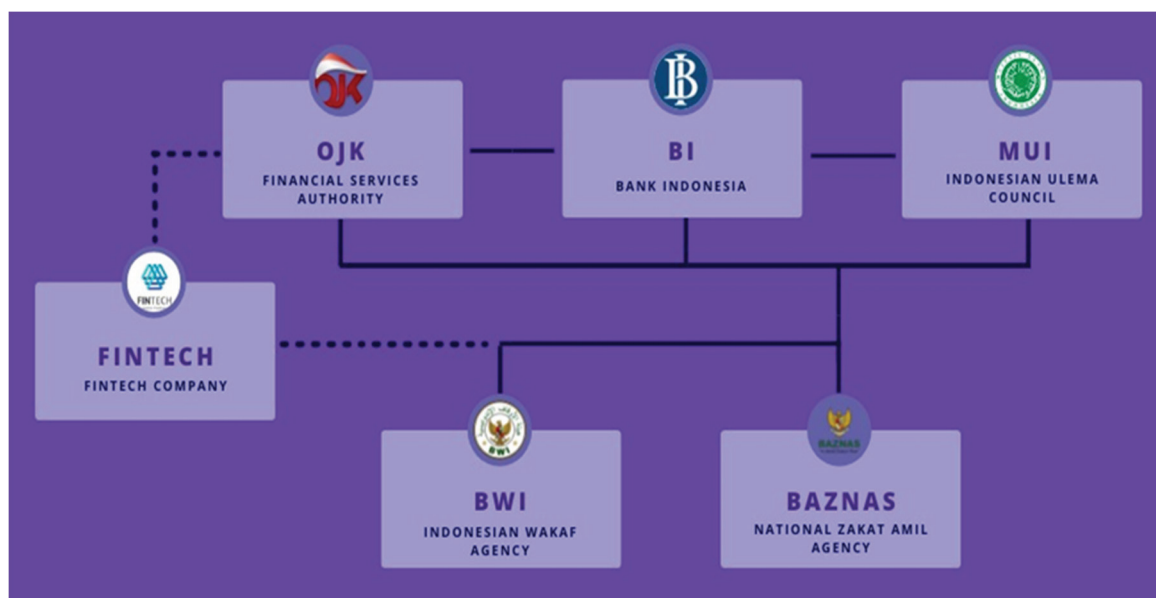 OJK
FINANCIAL SERVICES
AUTHORITY
BI
BANK INDONESIA
MUI
INDONESIAN ULEMA
COUNCIL
FINTECH
FINTECH
FINTECH COMPANY
BWI
BWI
INDONESIAN WAKAF
AGENCY
BAZNAS
BAZNAS
NATIONAL ZAKAT AMIL
AGENCY